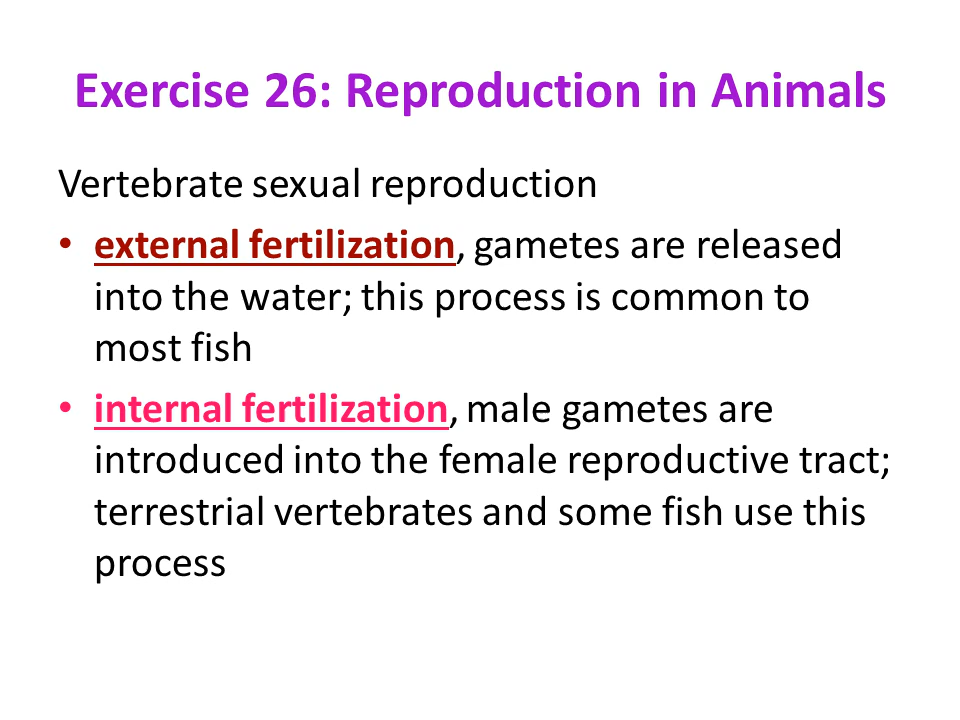 Exercise 26: Reproduction in Animals
Vertebrate sexual reproduction
• external fertilization, gametes are released
into the water; this process is common to
most fish
• internal fertilization, male gametes are
introduced into the female reproductive tract;
terrestrial vertebrates and some fish use this
process